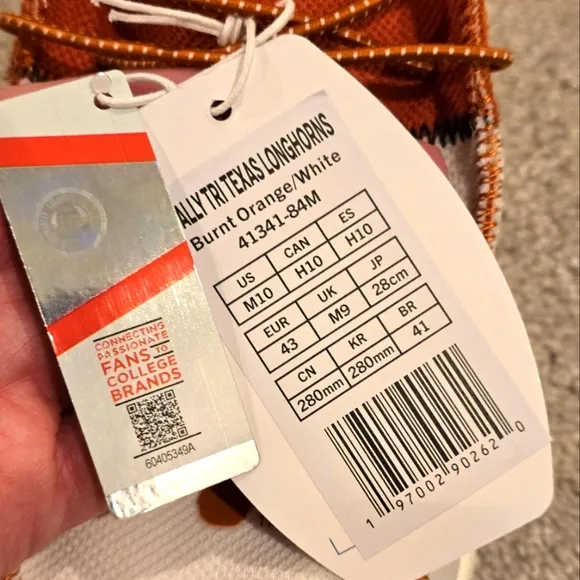 ALLY TRI TEXAS LONGHORNS
Burnt Orange/White
41341-84M
US CAN ES
M10 H10 H10
EUR UK JP
43 M9 28cm
CN KR BR
280mm 280mm 41
1 97002 90262 0
CONNECTING
PASSIONATE
FANS TO
COLLEGE
BRANDS
60405349A